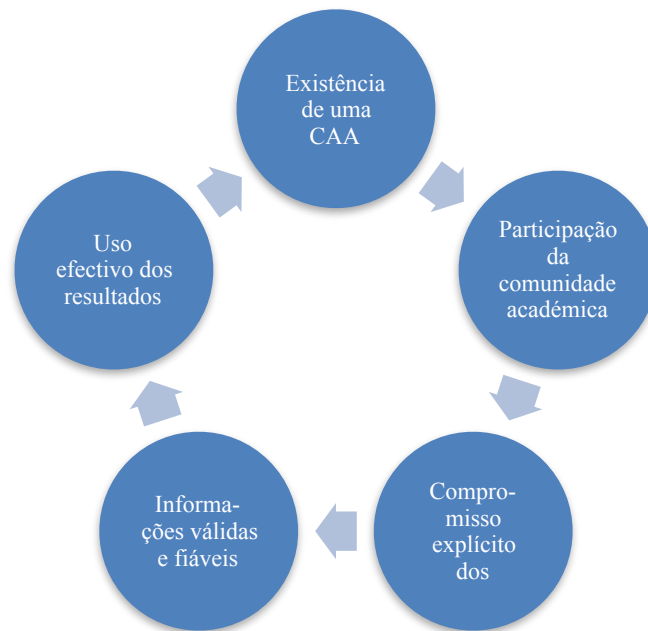 Existência
de uma
CAA
Participação
da
comunidade
académica
Compro-
misso
explícito
dos
Informa-
ções válidas
e fiáveis
Uso
efectivo dos
resultados